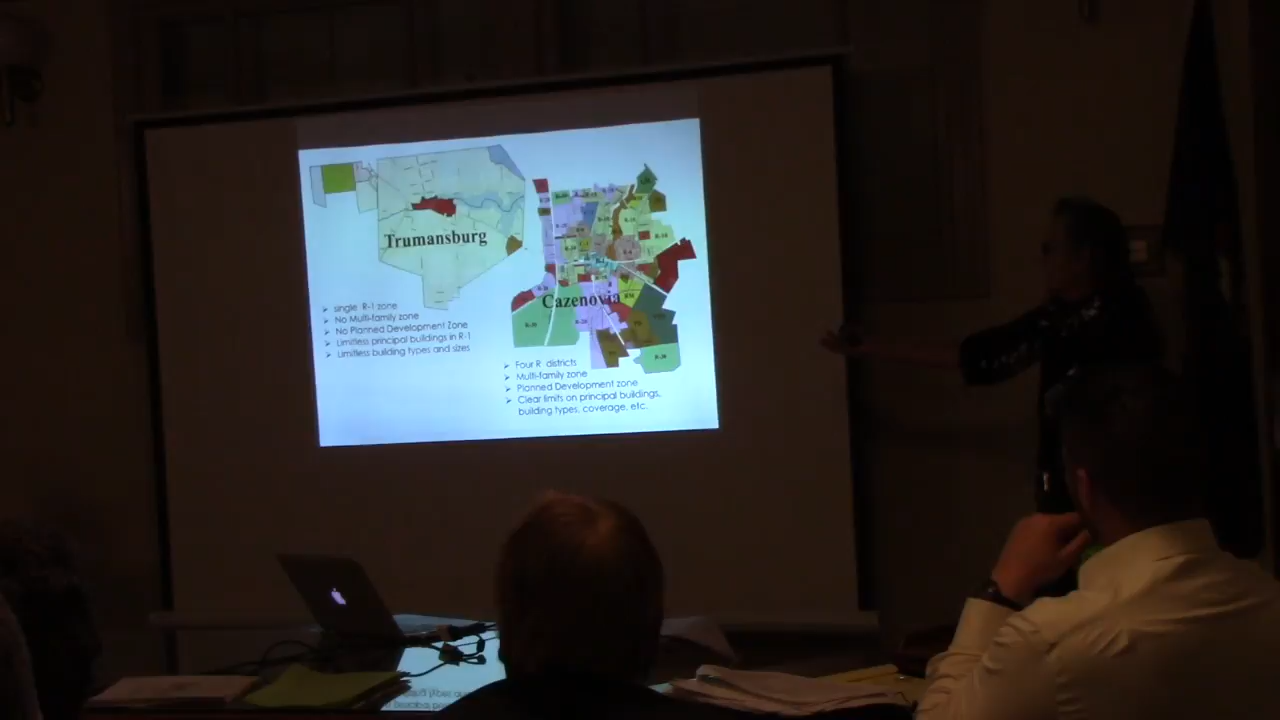 Trumansburg
single R-1 zone
No Multi-family zone
No Planned Development Zone
Limitless principal buildings in R-1
Limitless building types and sizes
Cazenovia
Four R districts
Multi-family zone
Planned Development zone
Clear limits on principal buildings,
building types, coverage, etc.